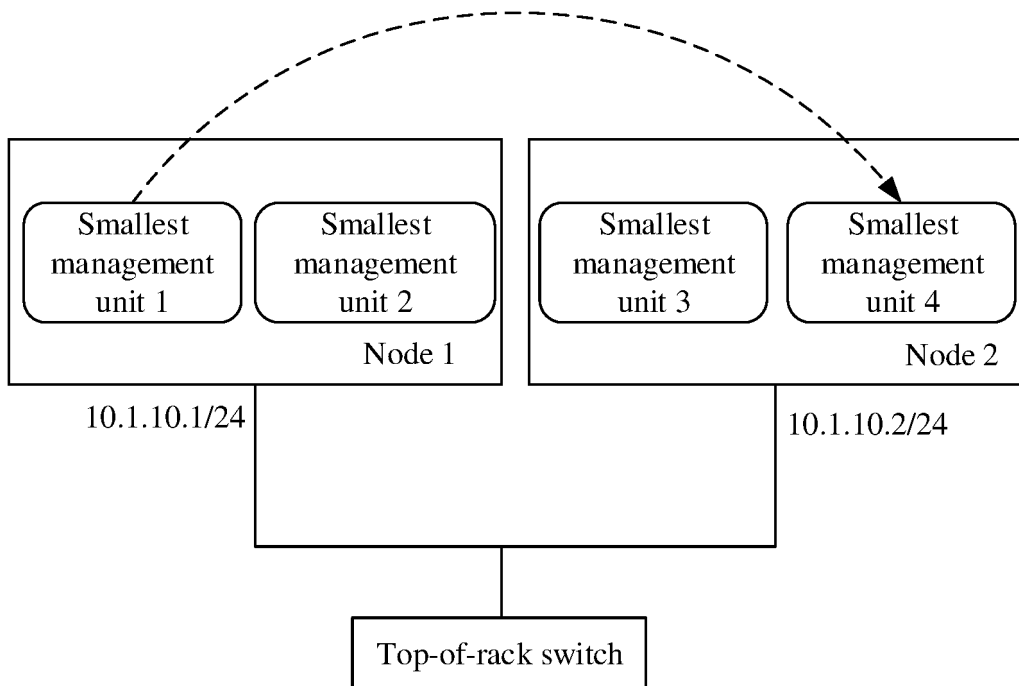 Smallest
management
unit 1
Smallest
management
unit 2
Node 1
Smallest
management
unit 3
Smallest
management
unit 4
Node 2
10.1.10.1/24
10.1.10.2/24
Top-of-rack switch